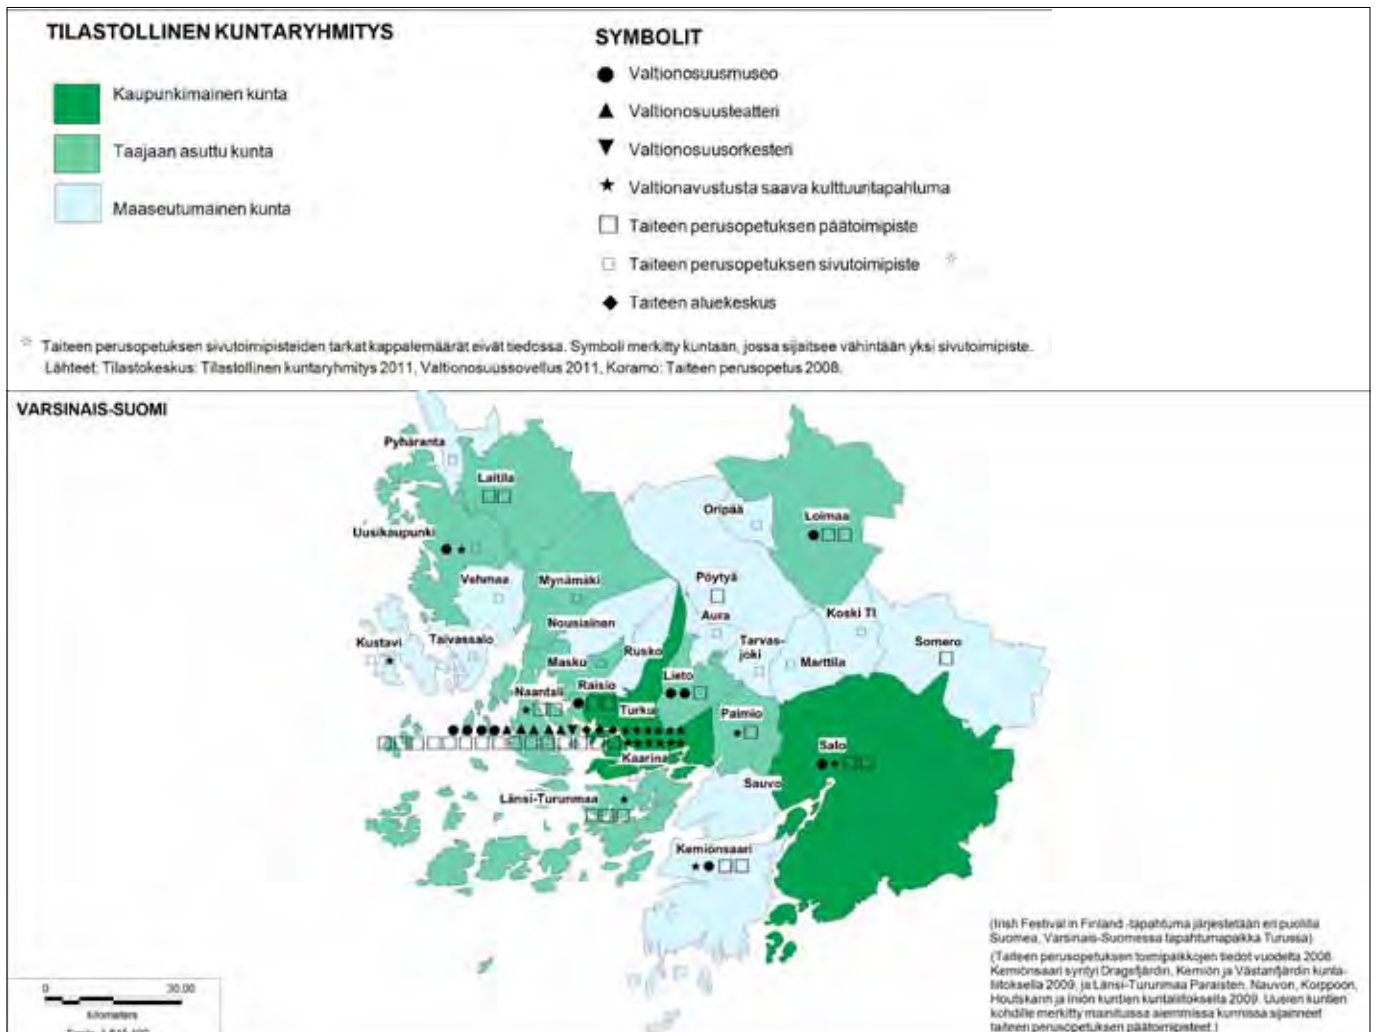 TILASTOLLINEN KUNTARYHMITYS
Kaupunkimainen kunta
Taajaan asuttu kunta
Maaseutumainen kunta
SYMBOLIT
Valtionosuusmuseo
Valtionosuusteatteri
Valtionosuusorkesteri
Valtionavustusta saava kulttuuritapahtuma
Taiteen perusopetuksen päätoimipiste
Taiteen perusopetuksen sivutoimipiste *
Taiteen aluekeskus
* Taiteen perusopetuksen sivutoimipisteiden tarkat kappalemäärät eivät tiedossa. Symboli merkitty kuntaan, jossa sijaitsee vähintään yksi sivutoimipiste.
Lähteet: Tilastokeskus: Tilastollinen kuntaryhmitys 2011, Valtionosuussovellus 2011, Koramo: Taiteen perusopetus 2008.
VARSINAIS-SUOMI
Pyhäranta
Laitila
Oripää
Loimaa
Uusikaupunki
Vehmaa
Mynämäki
Pöytyä
Aura
Koski Tl
Nousiainen
Kustavi
Taivassalo
Rusko
Tarvas-
joki
Marttila
Somero
Masku
Lieto
Naantali
Raisio
Turku
Paimio
Salo
Kaarina
Sauvo
Länsi-Turunmaa
Kemiönsaari
(Irish Festival in Finland -tapahtuma järjestetään eri puolilla
Suomea, Varsinais-Suomessa tapahtumapaikka Turussa)
(Taiteen perusopetuksen toimipaikkojen tiedot vuodelta 2008.
Kemiönsaari syntyi Dragsfjärdin, Kemiön ja Västanfjärdin kunta-
liitoksella 2009, ja Länsi-Turunmaa Paraisten, Nauvon, Korppoon,
Houtskarin ja Iniön kuntien kuntaliitoksella 2009. Uusien kuntien
kohdille merkitty mainituissa aiemmissa kunnissa sijainneet
taiteen perusopetuksen päätoimipisteet.)
0 30,00
kilometers